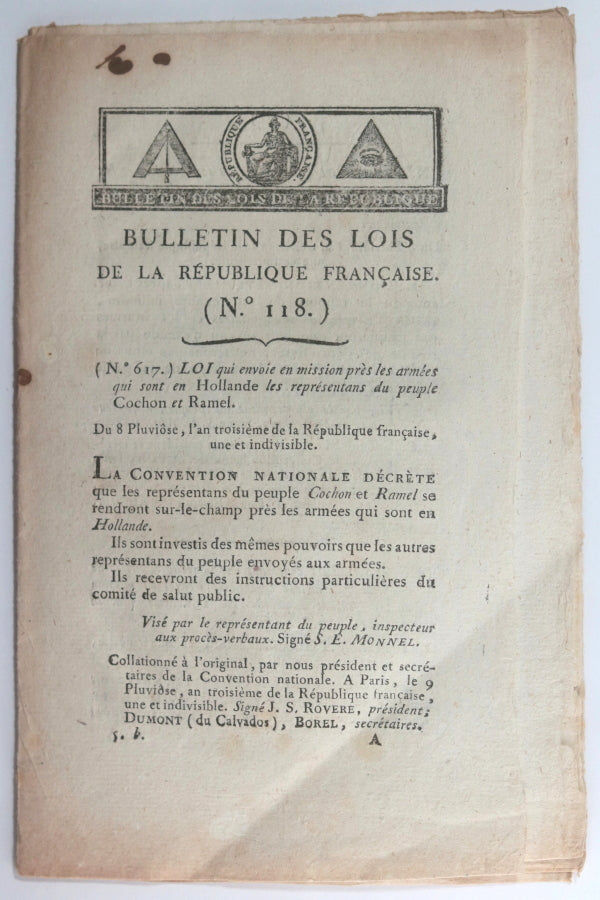 RÉPUBLIQUE FRANÇAISE.
BULLETIN DES LOIS DE LA RÉPUBLIQUE
BULLETIN DES LOIS
DE LA RÉPUBLIQUE FRANÇAISE.
(N.° 118.)
(N.° 617.) LOI qui envoie en mission près les armées
qui sont en Hollande les représentans du peuple
Cochon et Ramel.
Du 8 Pluviôse, l'an troisième de la République française,
une et indivisible.
LA CONVENTION NATIONALE DÉCRÈTE
que les représentans du peuple Cochon et Ramel se
rendront sur-le-champ près les armées qui sont en
Hollande.
Ils sont investis des mêmes pouvoirs que les autres
représentans du peuple envoyés aux armées.
Ils recevront des instructions particulières du
comité de salut public.
Visé par le représentant du peuple, inspecteur
aux procès-verbaux. Signé S. E. MONNEL.
Collationné à l'original, par nous président et secré-
taires de la Convention nationale. A Paris, le 9
Pluviôse, an troisième de la République française,
une et indivisible. Signé J. S. ROVERE, président;
DUMONT (du Calvados), BOREL, secrétaires.
5. b.
A